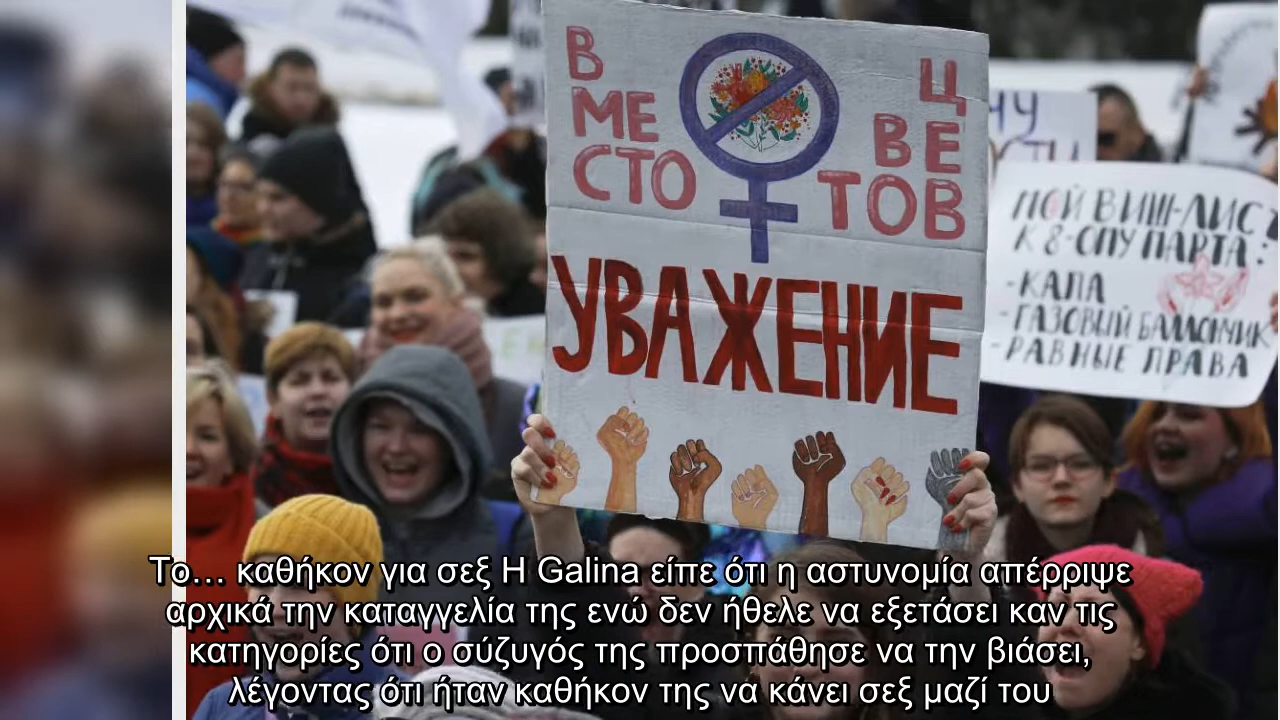 В
МЕ
СТО
Ц
ВЕ
ТОВ
УВАЖЕНИЕ
МОЙ ВИШ-ЛИСТ
К 8-ОМУ МАРТА:
-КАПА
-ГАЗОВЫЙ БАЛЛОНЧИК
-РАВНЫЕ ПРАВА
Το… καθήκον για σεξ Η Galina είπε ότι η αστυνομία απέρριψε
αρχικά την καταγγελία της ενώ δεν ήθελε να εξετάσει καν τις
κατηγορίες ότι ο σύζυγός της προσπάθησε να την βιάσει,
λέγοντας ότι ήταν καθήκον της να κάνει σεξ μαζί του